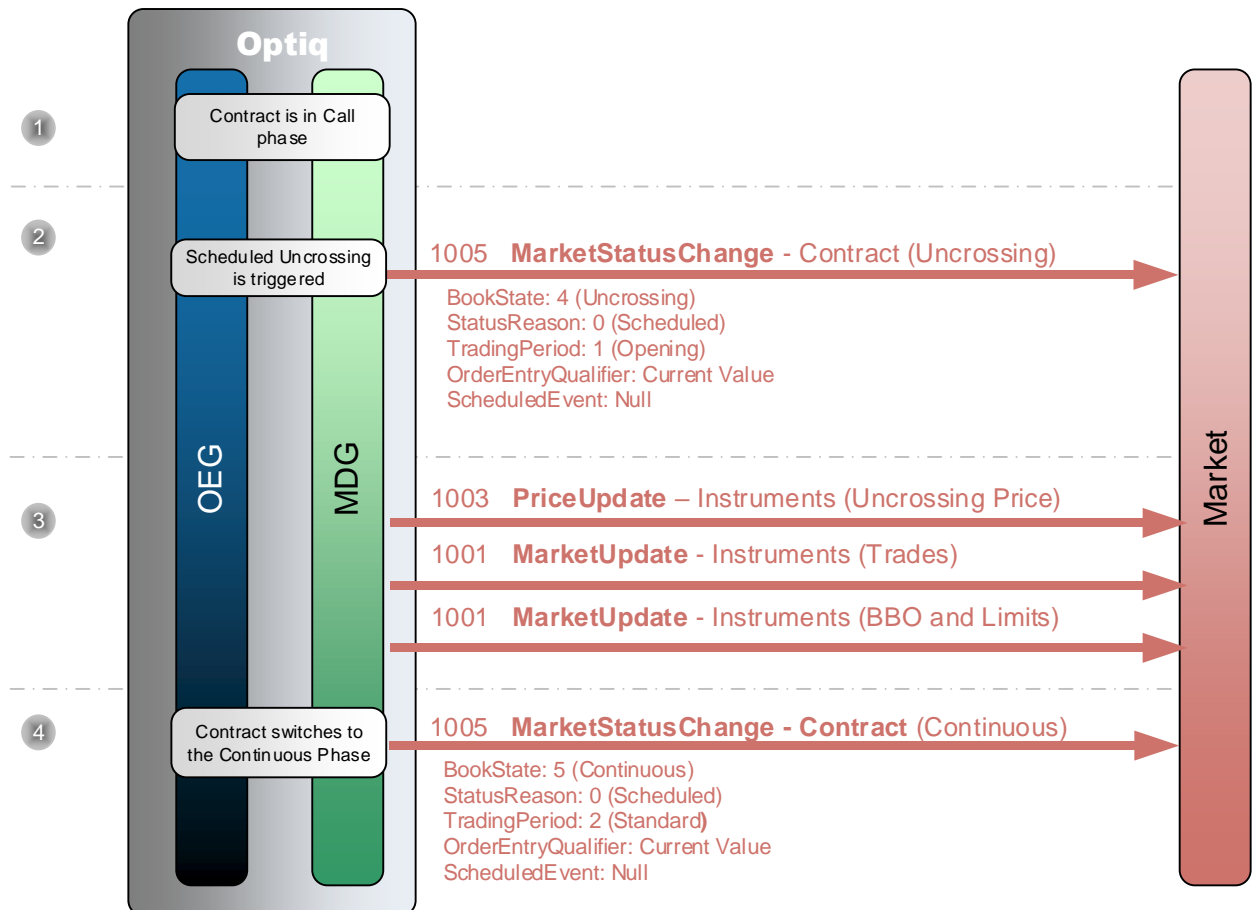 Optiq
1
Contract is in Call
phase
2
Scheduled Uncrossing
is triggered
1005 MarketStatusChange - Contract (Uncrossing)
BookState: 4 (Uncrossing)
StatusReason: 0 (Scheduled)
TradingPeriod: 1 (Opening)
OrderEntryQualifier: Current Value
ScheduledEvent: Null
OEG
MDG
Market
3
1003 PriceUpdate – Instruments (Uncrossing Price)
1001 MarketUpdate - Instruments (Trades)
1001 MarketUpdate - Instruments (BBO and Limits)
4
Contract switches to
the Continuous Phase
1005 MarketStatusChange - Contract (Continuous)
BookState: 5 (Continuous)
StatusReason: 0 (Scheduled)
TradingPeriod: 2 (Standard)
OrderEntryQualifier: Current Value
ScheduledEvent: Null